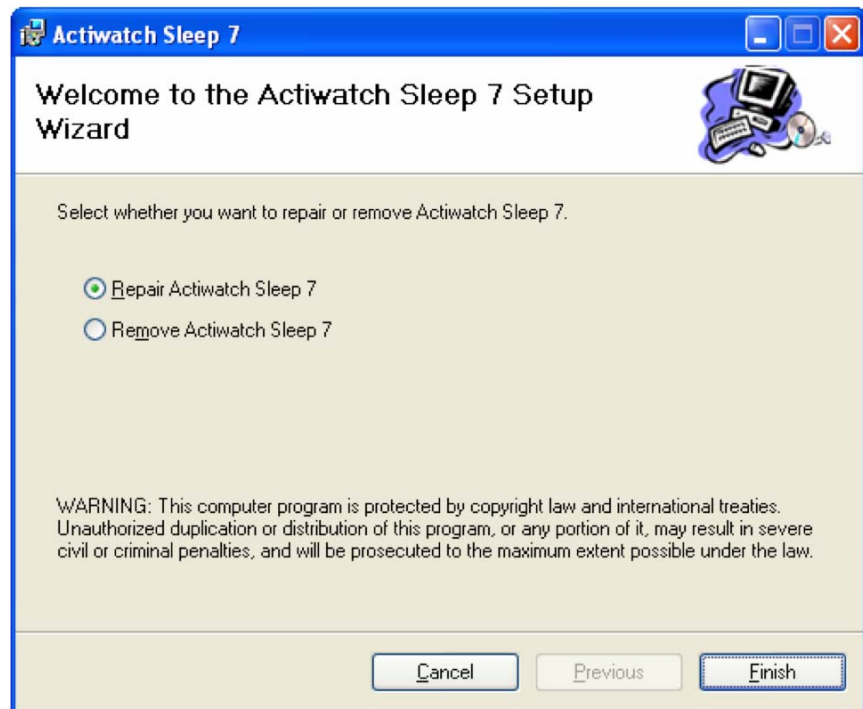 Actiwatch Sleep 7
Welcome to the Actiwatch Sleep 7 Setup
Wizard
Select whether you want to repair or remove Actiwatch Sleep 7.
Repair Actiwatch Sleep 7
Remove Actiwatch Sleep 7
WARNING: This computer program is protected by copyright law and international treaties.
Unauthorized duplication or distribution of this program, or any portion of it, may result in severe
civil or criminal penalties, and will be prosecuted to the maximum extent possible under the law.
Cancel
Previous
Finish